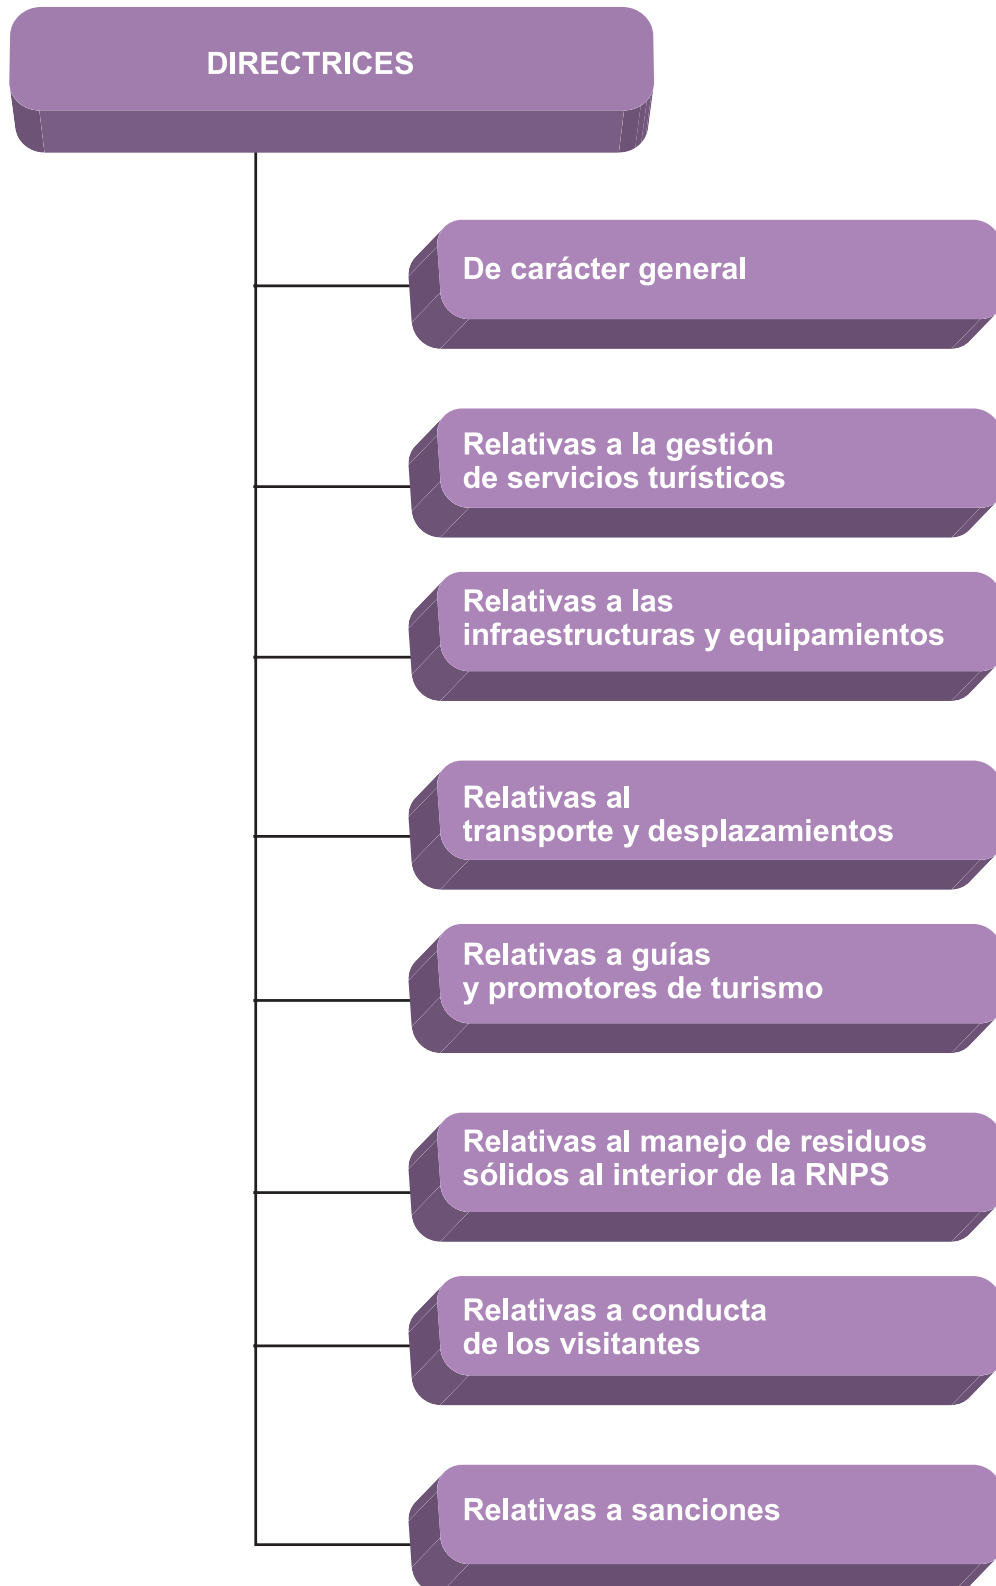 DIRECTRICES
De carácter general
Relativas a la gestión
de servicios turísticos
Relativas a las
infraestructuras y equipamientos
Relativas al
transporte y desplazamientos
Relativas a guías
y promotores de turismo
Relativas al manejo de residuos
sólidos al interior de la RNPS
Relativas a conducta
de los visitantes
Relativas a sanciones